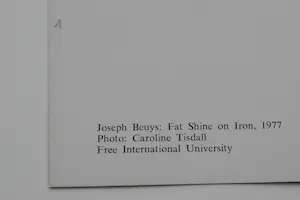 Joseph Beuys: Fat Shine on Iron, 1977
Photo: Caroline Tisdall
Free International University